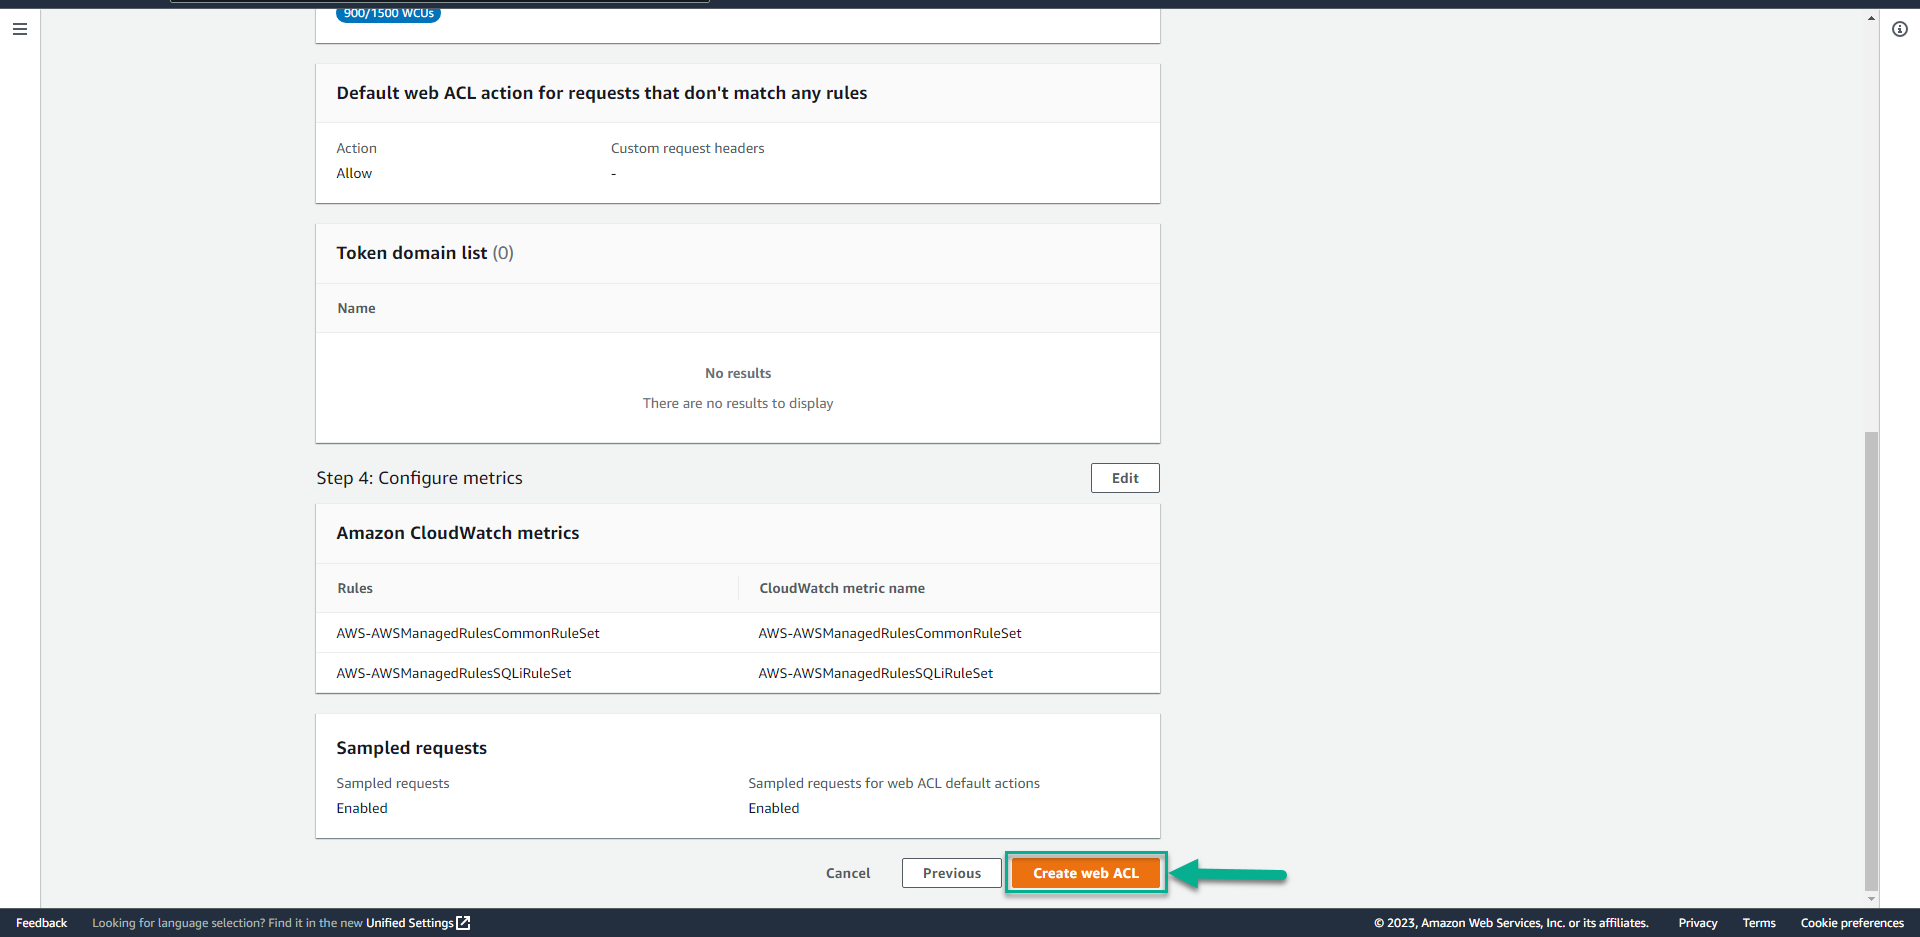 900/1500 WCUs
Default web ACL action for requests that don't match any rules
Action Custom request headers
Allow -
Token domain list (0)
Name
No results
There are no results to display
Step 4: Configure metrics Edit
Amazon CloudWatch metrics
Rules CloudWatch metric name
AWS-AWSManagedRulesCommonRuleSet AWS-AWSManagedRulesCommonRuleSet
AWS-AWSManagedRulesSQLiRuleSet AWS-AWSManagedRulesSQLiRuleSet
Sampled requests
Sampled requests Sampled requests for web ACL default actions
Enabled Enabled
Cancel Previous Create web ACL
Feedback Looking for language selection? Find it in the new Unified Settings © 2023, Amazon Web Services, Inc. or its affiliates. Privacy Terms Cookie preferences